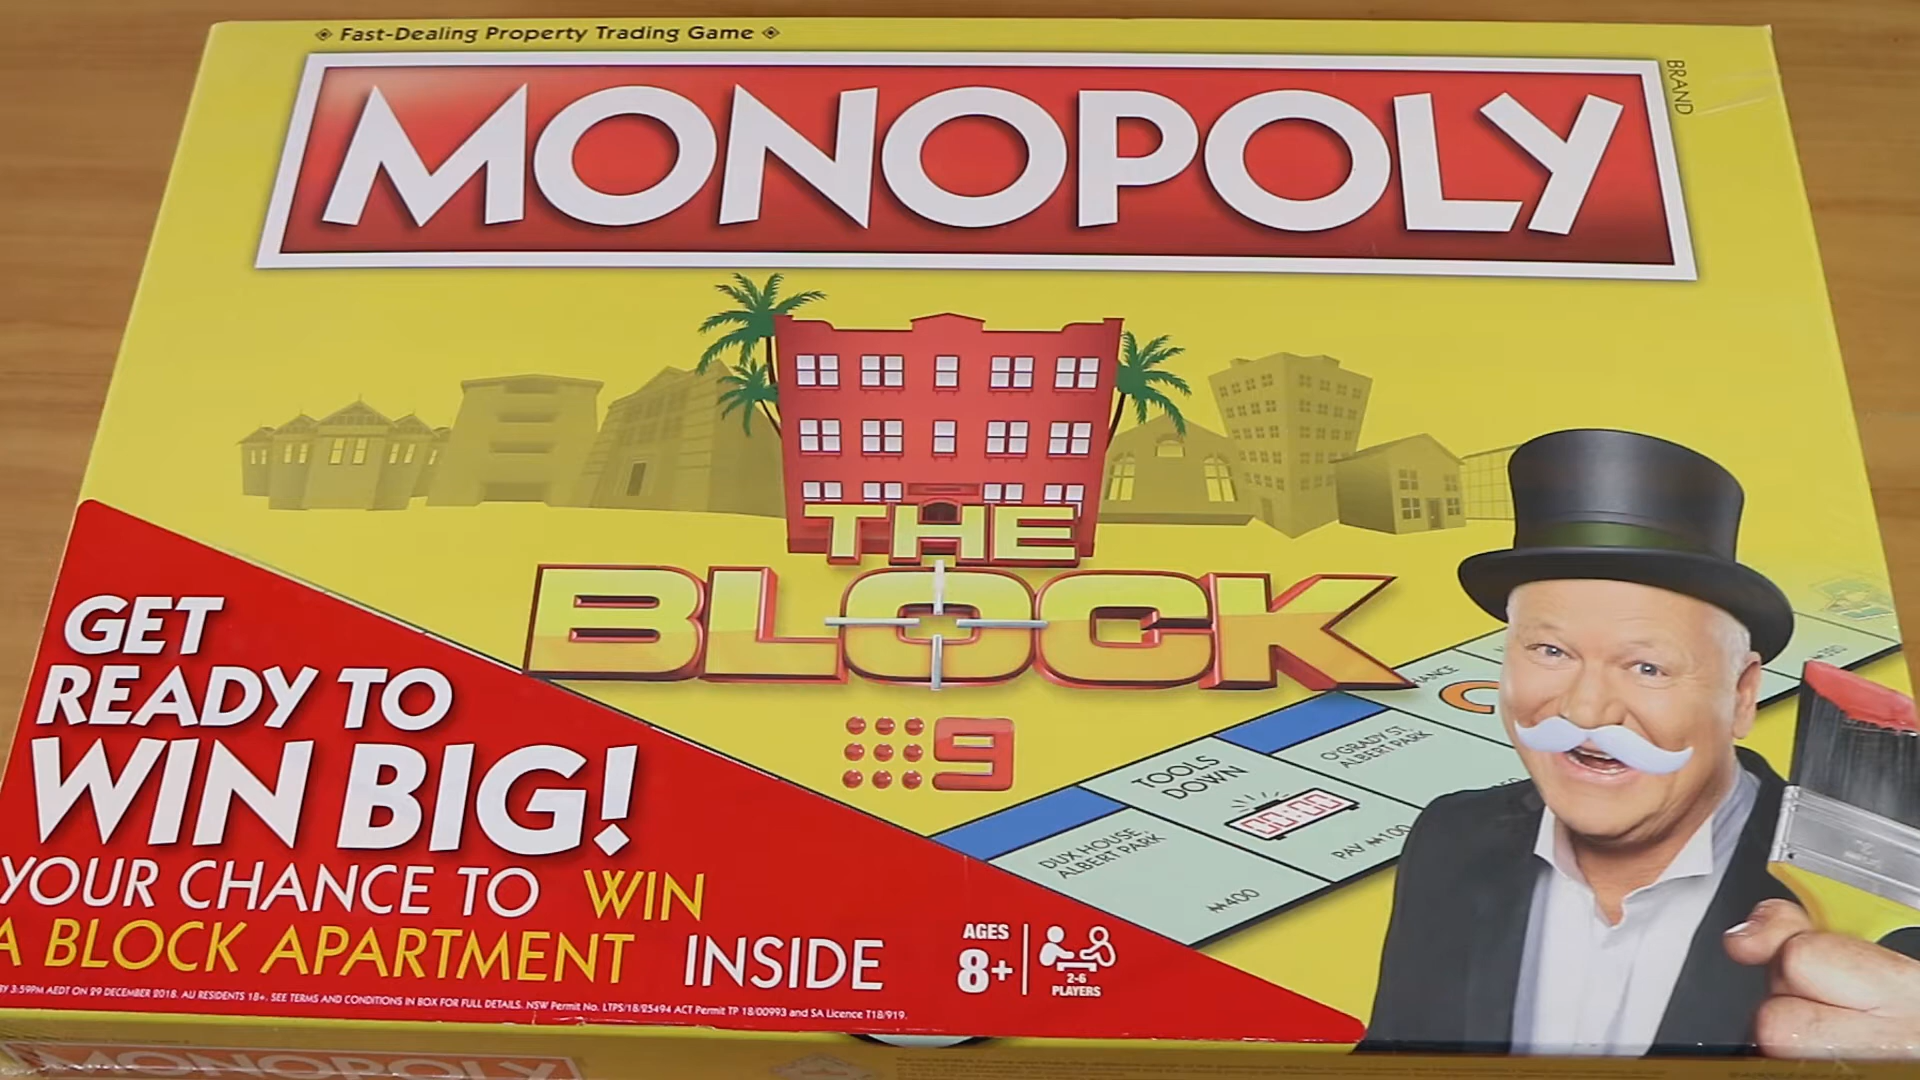 Fast-Dealing Property Trading Game
MONOPOLY
BRAND
THE
BLOCK
9
GET
READY TO
WIN BIG!
YOUR CHANCE TO WIN
A BLOCK APARTMENT INSIDE
3:59PM AEDT ON 29 DECEMBER 2018. AU RESIDENTS 18+. SEE TERMS AND CONDITIONS IN BOX FOR FULL DETAILS. NSW Permit No. LTPS/18/25494 ACT Permit TP 18/00993 and SA Licence T18/919.
AGES
8+
2-6
PLAYERS
DUX HOUSE,
ALBERT PARK
₩400
TOOLS
DOWN
00:00
PAY ₩100
O'GRADY ST,
ALBERT PARK
MONOPOLY